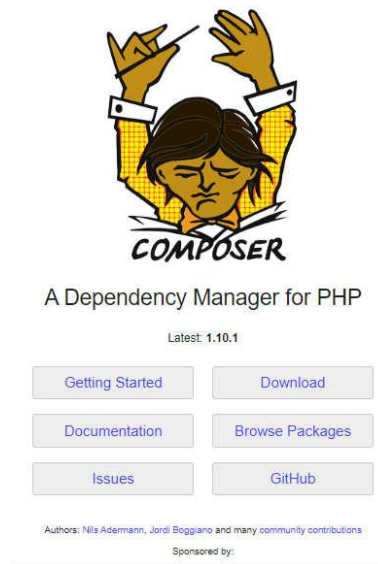 COMPOSER
A Dependency Manager for PHP
Latest: 1.10.1
Getting Started
Download
Documentation
Browse Packages
Issues
GitHub
Authors: Nils Adermann, Jordi Boggiano and many community contributions
Sponsored by: